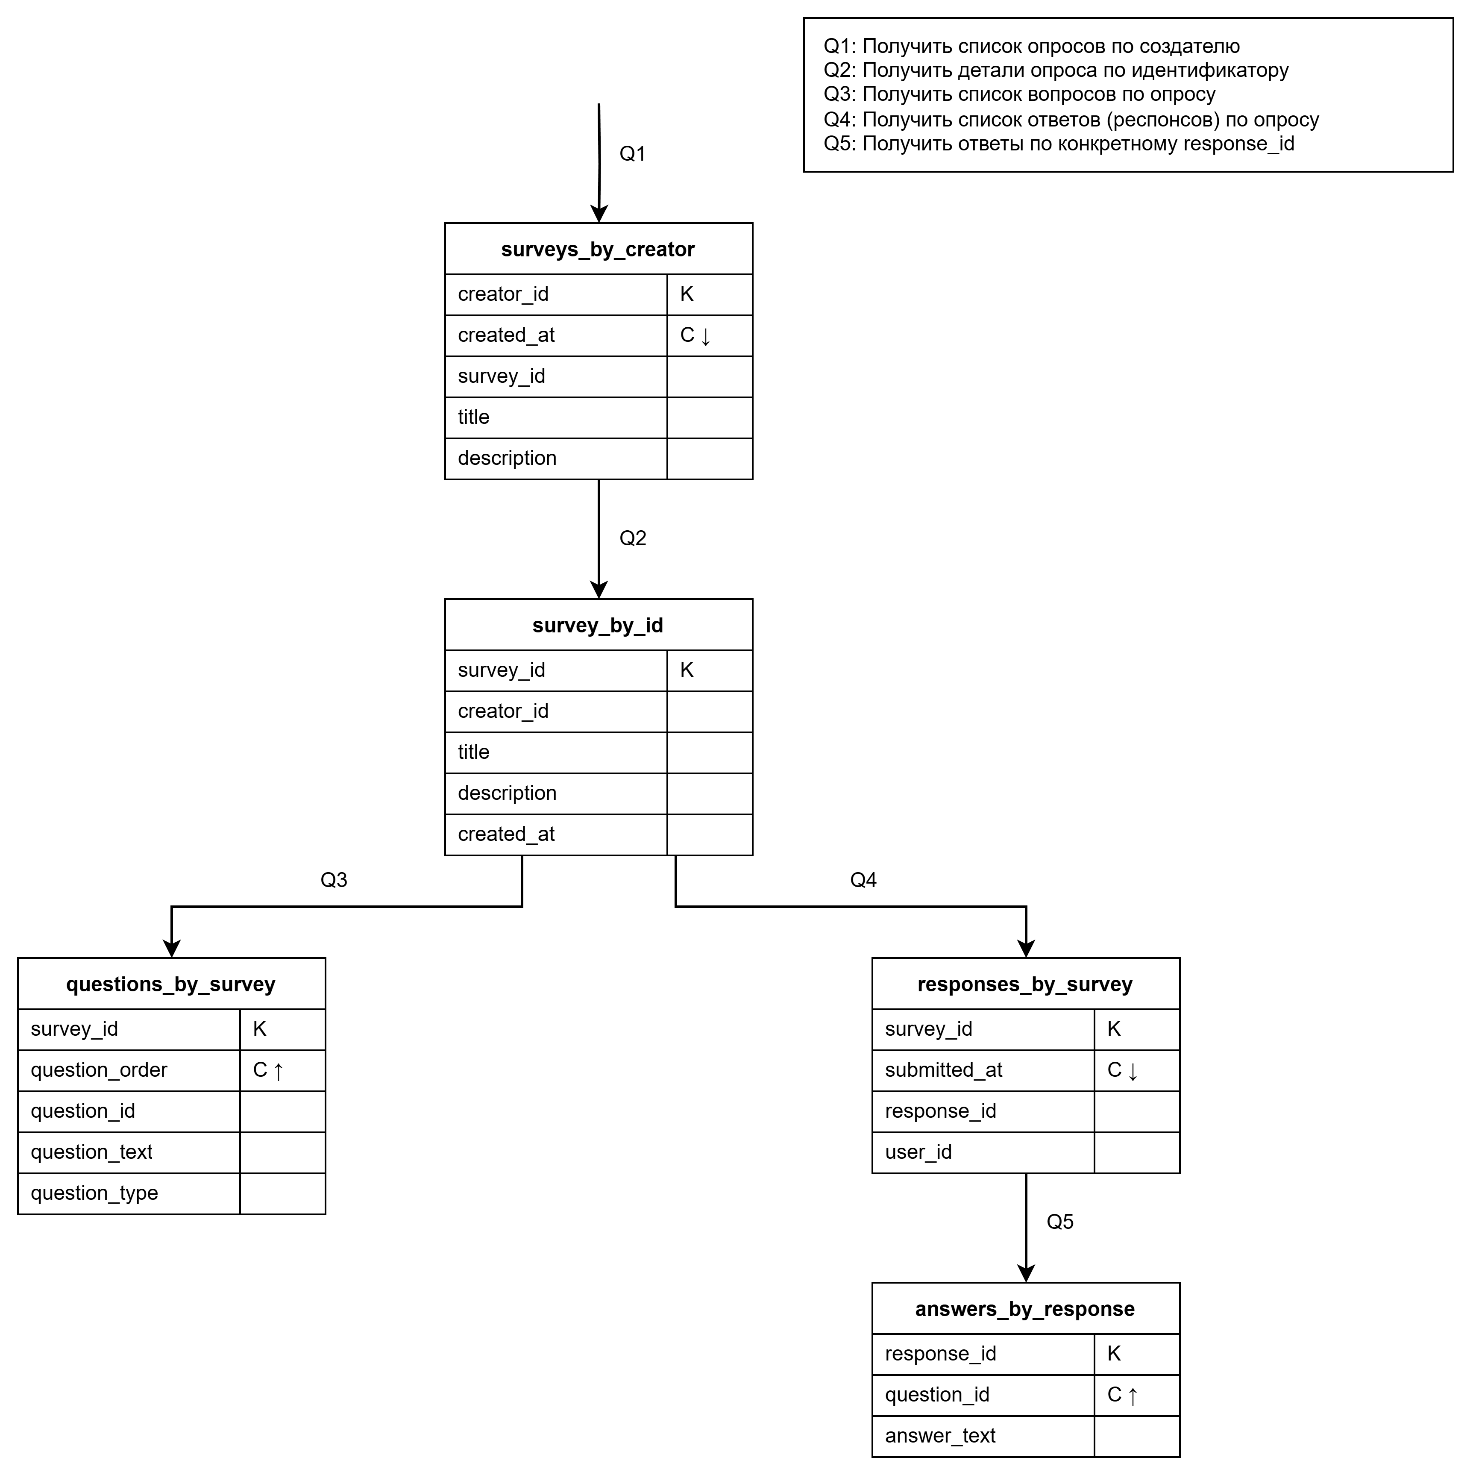 Q1: Получить список опросов по создателю
Q2: Получить детали опроса по идентификатору
Q3: Получить список вопросов по опросу
Q4: Получить список ответов (респонсов) по опросу
Q5: Получить ответы по конкретному response_id
Q1
surveys_by_creator
creator_id K
created_at C ↓
survey_id
title
description
Q2
survey_by_id
survey_id K
creator_id
title
description
created_at
Q3
Q4
questions_by_survey
survey_id K
question_order C ↑
question_id
question_text
question_type
responses_by_survey
survey_id K
submitted_at C ↓
response_id
user_id
Q5
answers_by_response
response_id K
question_id C ↑
answer_text